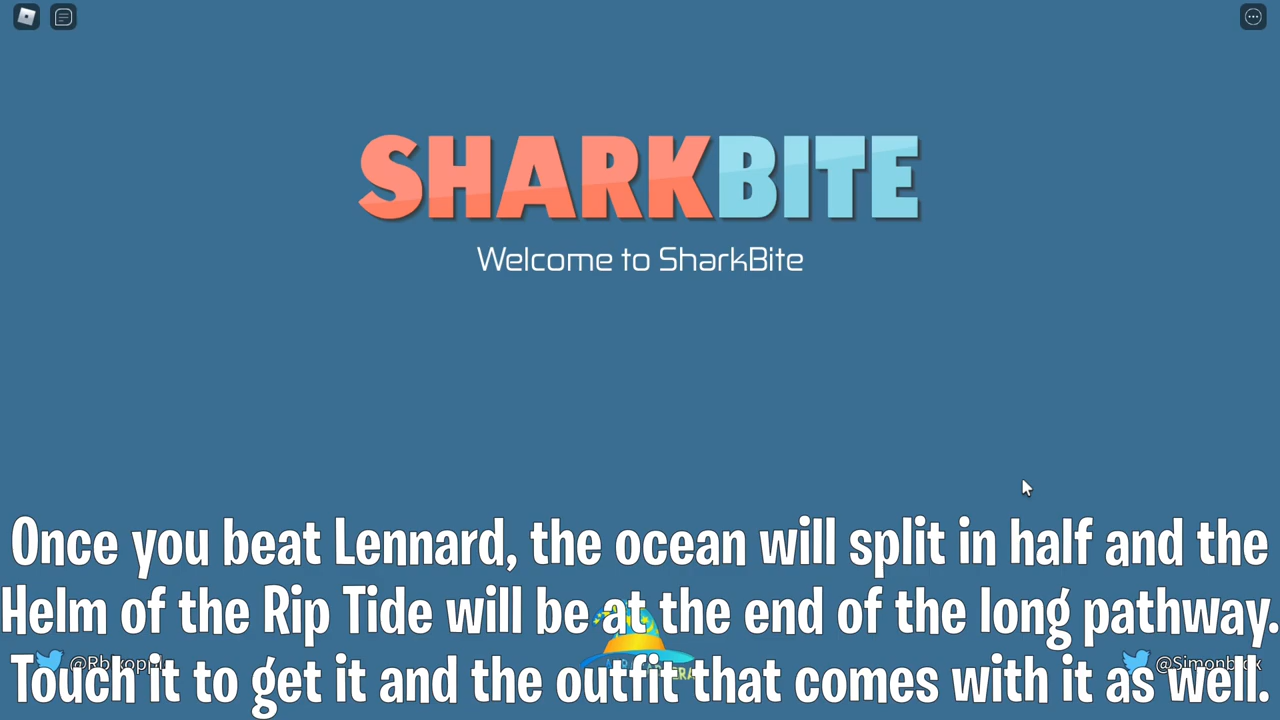 SHARKBITE
Welcome to SharkBite
Once you beat Lennard, the ocean will split in half and the
Helm of the Rip Tide will be at the end of the long pathway.
Touch it to get it and the outfit that comes with it as well.
@Simonblox